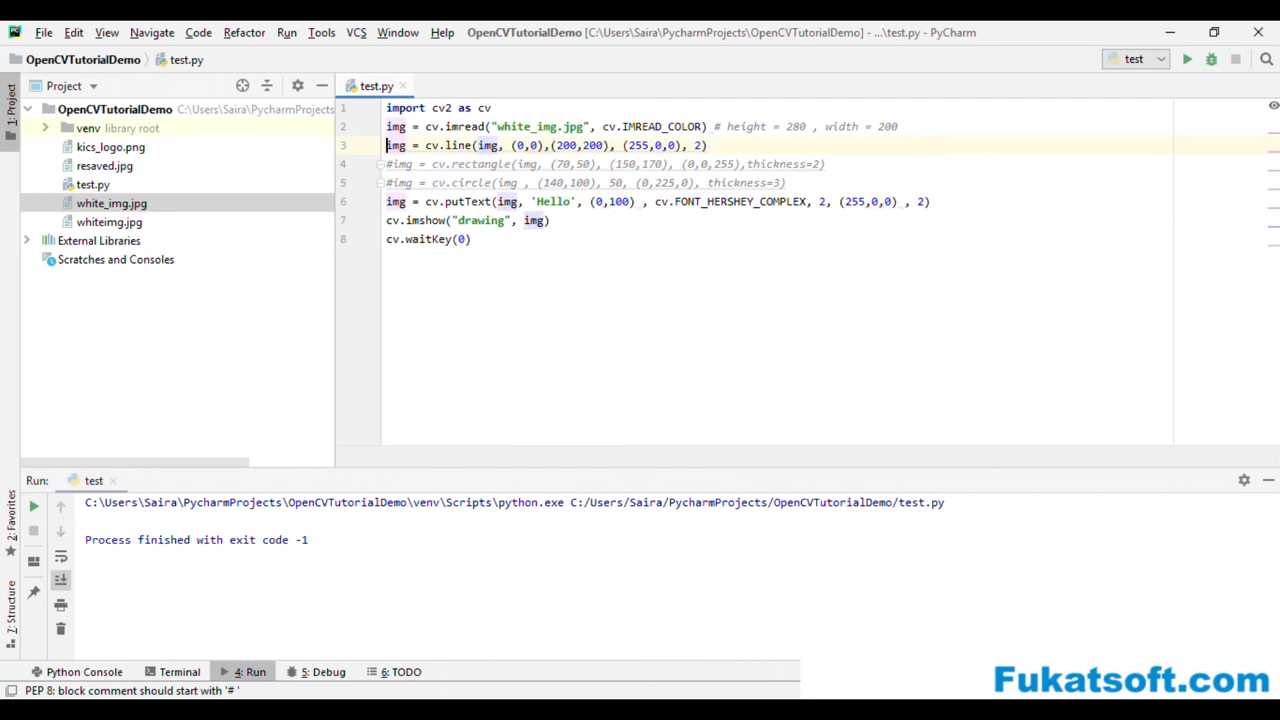 File Edit View Navigate Code Refactor Run Tools VCS Window Help OpenCVTutorialDemo [C:\Users\Saira\PycharmProjects\OpenCVTutorialDemo] - ...\test.py - PyCharm
OpenCVTutorialDemo test.py test
1: Project
Project
test.py
OpenCVTutorialDemo C:\Users\Saira\PycharmProjects
venv library root
kics_logo.png
resaved.jpg
test.py
white_img.jpg
whiteimg.jpg
External Libraries
Scratches and Consoles
1 import cv2 as cv
2 img = cv.imread("white_img.jpg", cv.IMREAD_COLOR) # height = 280 , width = 200
3 img = cv.line(img, (0,0),(200,200), (255,0,0), 2)
4 #img = cv.rectangle(img, (70,50), (150,170), (0,0,255),thickness=2)
5 #img = cv.circle(img , (140,100), 50, (0,225,0), thickness=3)
6 img = cv.putText(img, 'Hello', (0,100) , cv.FONT_HERSHEY_COMPLEX, 2, (255,0,0) , 2)
7 cv.imshow("drawing", img)
8 cv.waitKey(0)
Run: test
C:\Users\Saira\PycharmProjects\OpenCVTutorialDemo\venv\Scripts\python.exe C:/Users/Saira/PycharmProjects/OpenCVTutorialDemo/test.py
Process finished with exit code -1
2: Favorites
7: Structure
Python Console Terminal 4: Run 5: Debug 6: TODO
PEP 8: block comment should start with '# '
Fukatsoft.com